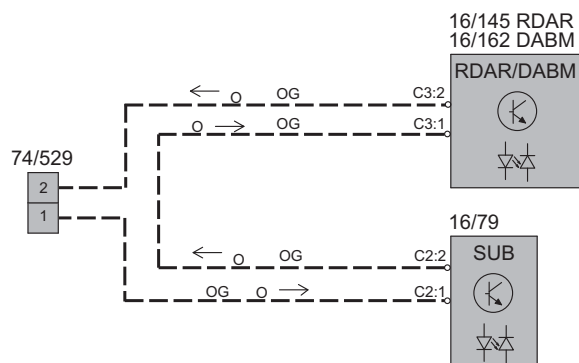 16/145 RDAR
16/162 DABM
RDAR/DABM
O OG C3:2
O OG C3:1
74/529
2
1
16/79
SUB
O OG C2:2
OG O C2:1